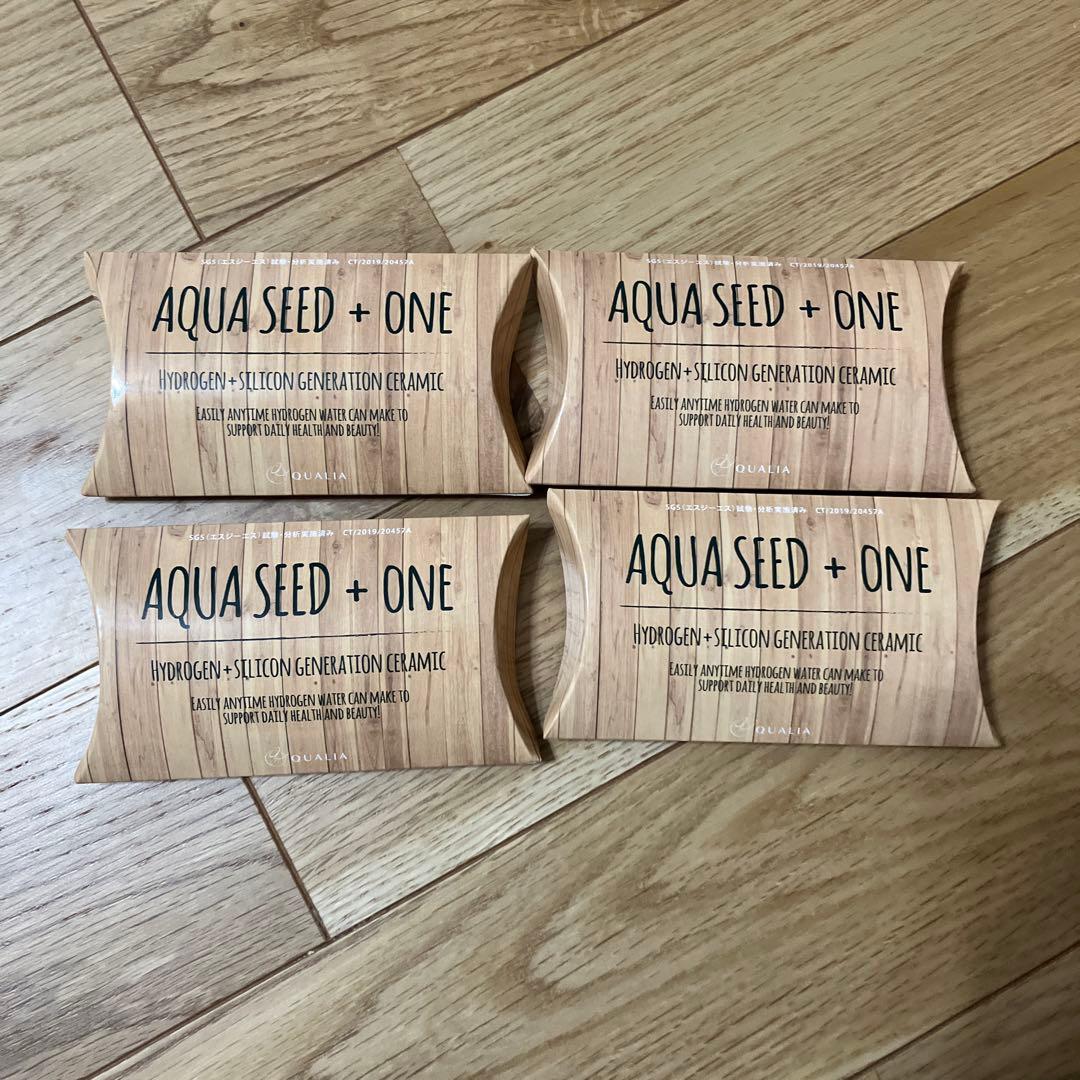 SGS(エスジーエス)試験・分析実施済み CT/2019/20457A
AQUA SEED + ONE
HYDROGEN+SILICON GENERATION CERAMIC
EASILY ANYTIME HYDROGEN WATER CAN MAKE TO
SUPPORT DAILY HEALTH AND BEAUTY!
QUALIA
SGS(エスジーエス)試験・分析実施済み CT/2019/20457A
AQUA SEED + ONE
HYDROGEN+SILICON GENERATION CERAMIC
EASILY ANYTIME HYDROGEN WATER CAN MAKE TO
SUPPORT DAILY HEALTH AND BEAUTY!
QUALIA
SGS(エスジーエス)試験・分析実施済み CT/2019/20457A
AQUA SEED + ONE
HYDROGEN+SILICON GENERATION CERAMIC
EASILY ANYTIME HYDROGEN WATER CAN MAKE TO
SUPPORT DAILY HEALTH AND BEAUTY!
QUALIA
SGS(エスジーエス)試験・分析実施済み CT/2019/20457A
AQUA SEED + ONE
HYDROGEN+SILICON GENERATION CERAMIC
EASILY ANYTIME HYDROGEN WATER CAN MAKE TO
SUPPORT DAILY HEALTH AND BEAUTY!
QUALIA